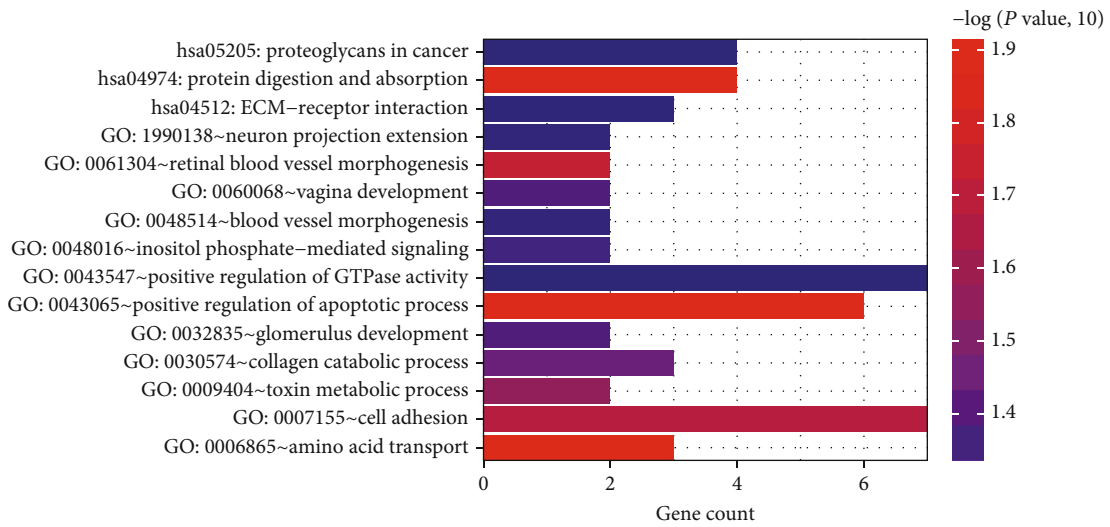 −log (P value, 10)
hsa05205: proteoglycans in cancer
hsa04974: protein digestion and absorption
hsa04512: ECM−receptor interaction
GO: 1990138~neuron projection extension
GO: 0061304~retinal blood vessel morphogenesis
GO: 0060068~vagina development
GO: 0048514~blood vessel morphogenesis
GO: 0048016~inositol phosphate−mediated signaling
GO: 0043547~positive regulation of GTPase activity
GO: 0043065~positive regulation of apoptotic process
GO: 0032835~glomerulus development
GO: 0030574~collagen catabolic process
GO: 0009404~toxin metabolic process
GO: 0007155~cell adhesion
GO: 0006865~amino acid transport
0 2 4 6
Gene count
1.9
1.8
1.7
1.6
1.5
1.4